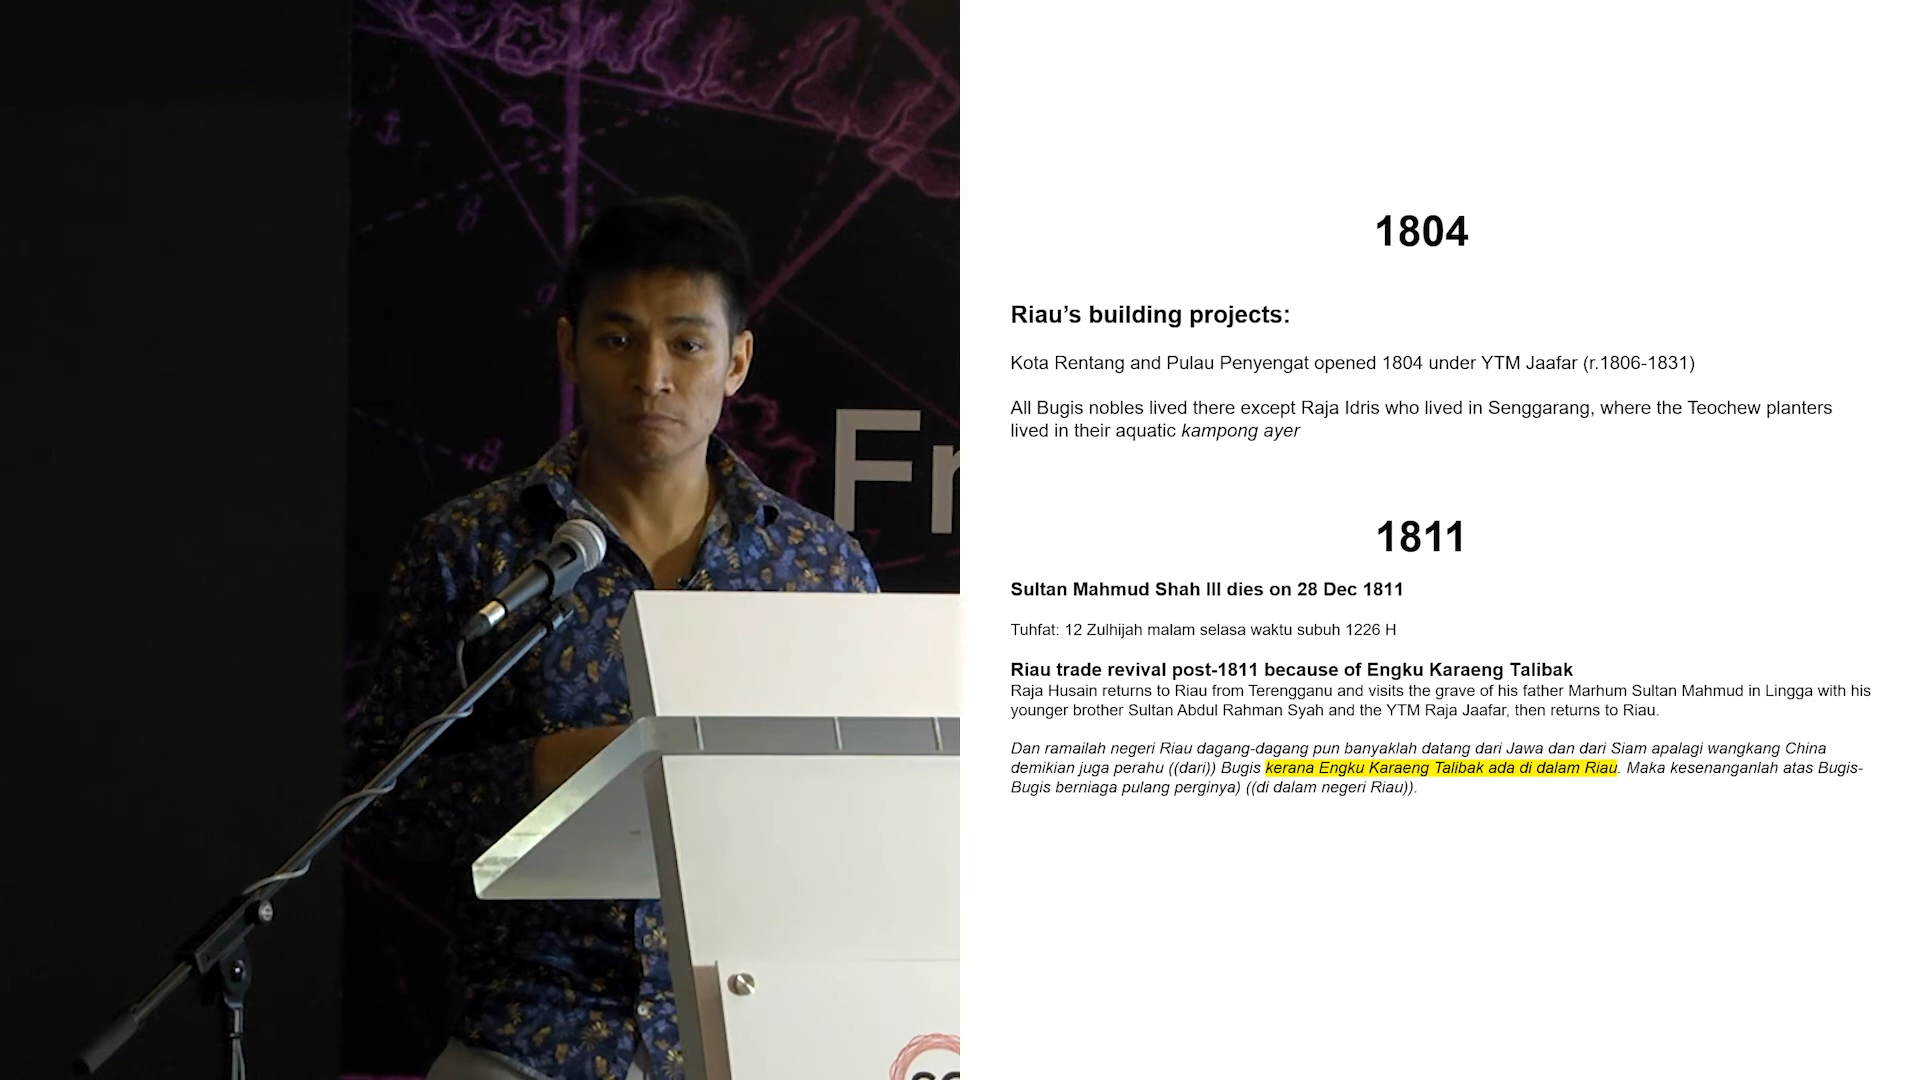 Fr
1804
Riau’s building projects:
Kota Rentang and Pulau Penyengat opened 1804 under YTM Jaafar (r.1806-1831)
All Bugis nobles lived there except Raja Idris who lived in Senggarang, where the Teochew planters
lived in their aquatic kampong ayer
1811
Sultan Mahmud Shah III dies on 28 Dec 1811
Tuhfat: 12 Zulhijah malam selasa waktu subuh 1226 H
Riau trade revival post-1811 because of Engku Karaeng Talibak
Raja Husain returns to Riau from Terengganu and visits the grave of his father Marhum Sultan Mahmud in Lingga with his
younger brother Sultan Abdul Rahman Syah and the YTM Raja Jaafar, then returns to Riau.
Dan ramailah negeri Riau dagang-dagang pun banyaklah datang dari Jawa dan dari Siam apalagi wangkang China
demikian juga perahu ((dari)) Bugis kerana Engku Karaeng Talibak ada di dalam Riau. Maka kesenanganlah atas Bugis-
Bugis berniaga pulang perginya) ((di dalam negeri Riau)).